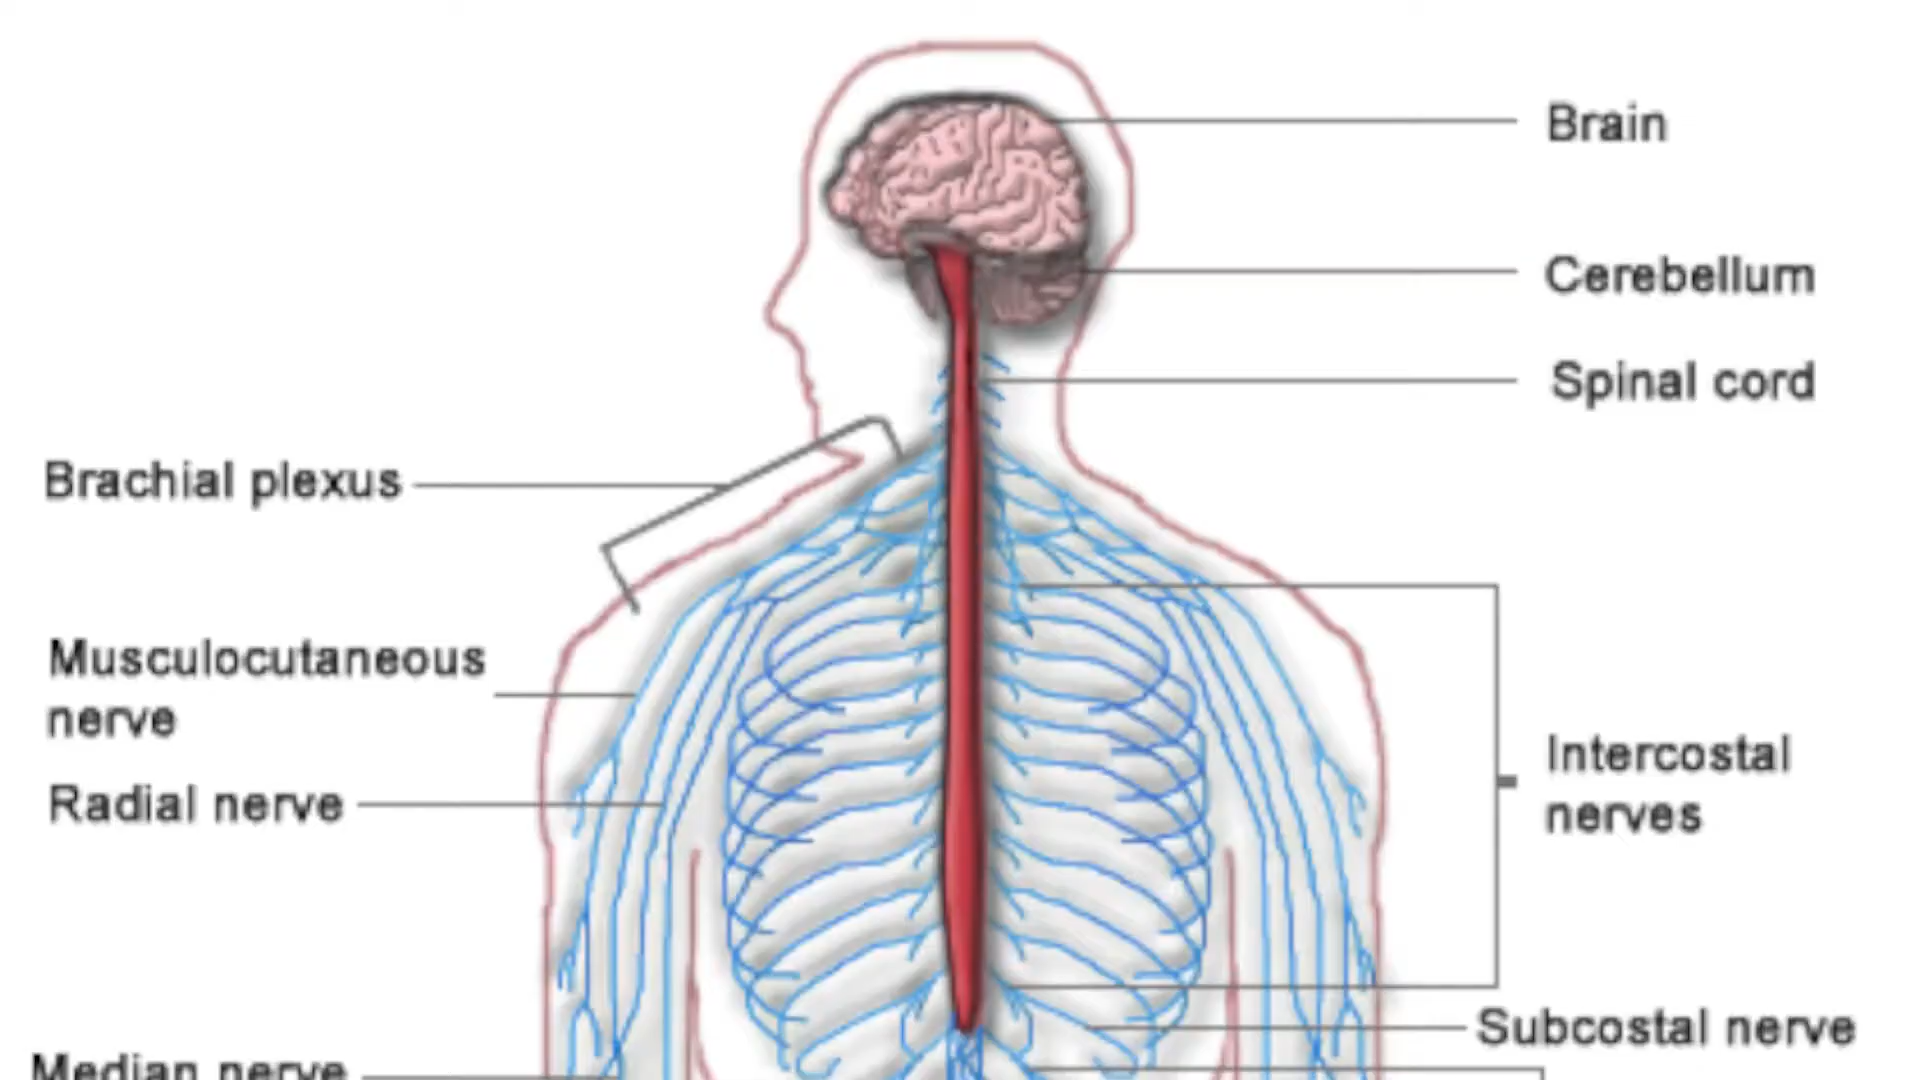 Brain
Cerebellum
Spinal cord
Brachial plexus
Musculocutaneous
nerve
Radial nerve
Intercostal
nerves
Subcostal nerve
Median nerve